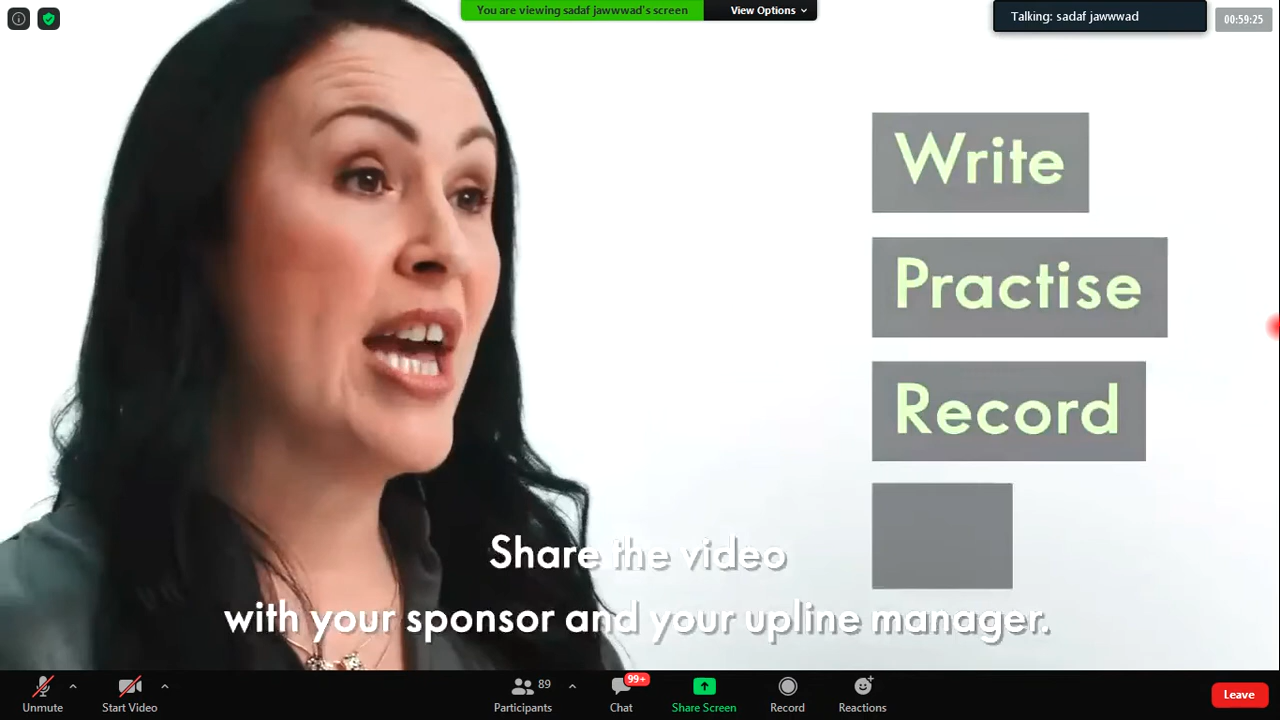 You are viewing sadaf jawwwad's screen
View Options
Talking: sadaf jawwwad
00:59:25
Write
Practise
Record
Share the video
with your sponsor and your upline manager.
Unmute
Start Video
89
Participants
99+
Chat
Share Screen
Record
Reactions
Leave